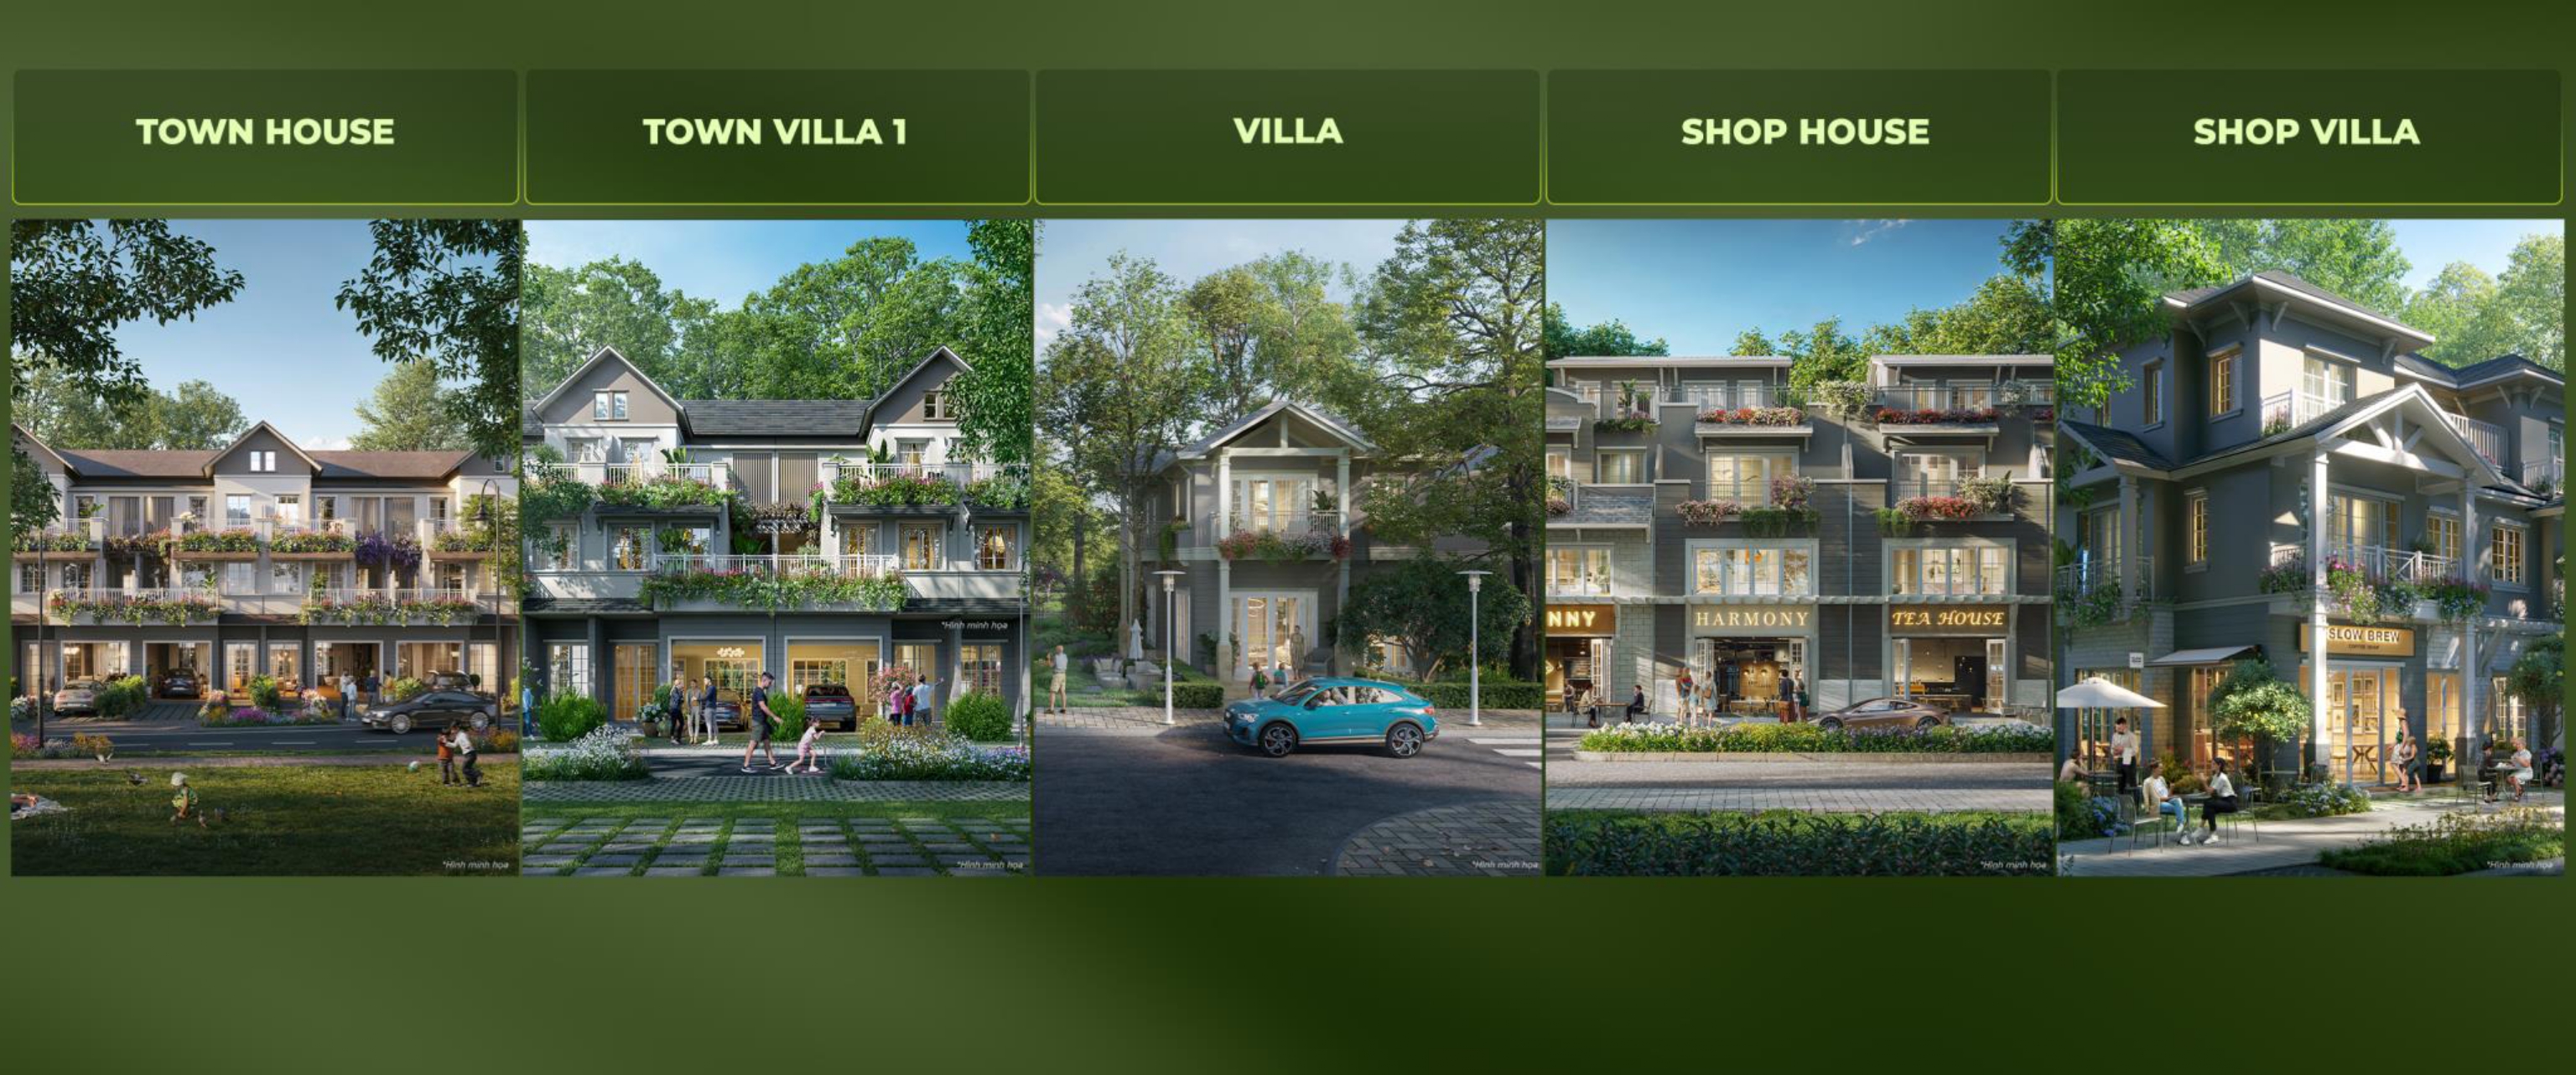 TOWN HOUSE
TOWN VILLA 1
VILLA
SHOP HOUSE
SHOP VILLA
*Hình minh họa
NNY
HARMONY
TEA HOUSE
SLOW BREW
*Hình minh họa
*Hình minh họa
*Hình minh họa
*Hình minh họa
*Hình minh họa